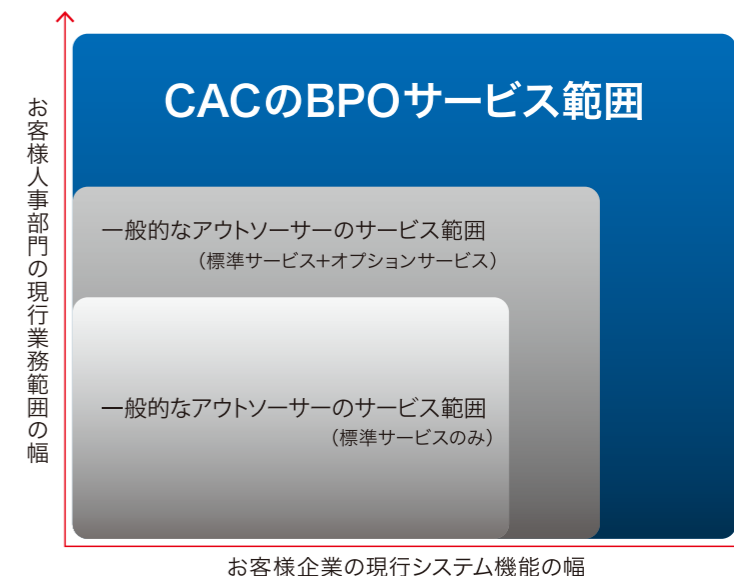 CACのBPOサービス範囲
お客様人事部門の現行業務範囲の幅
一般的なアウトソーサーのサービス範囲
（標準サービス+オプションサービス）
一般的なアウトソーサーのサービス範囲
（標準サービスのみ）
お客様企業の現行システム機能の幅